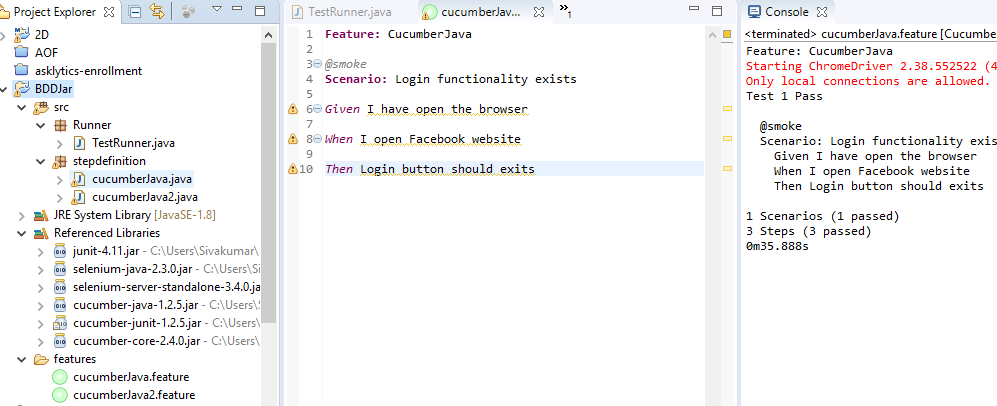 Project Explorer
2D
AOF
asklytics-enrollment
BDDJar
src
Runner
TestRunner.java
stepdefinition
cucumberJava.java
cucumberJava2.java
JRE System Library [JavaSE-1.8]
Referenced Libraries
junit-4.11.jar - C:\Users\Sivakumar\
selenium-java-2.3.0.jar - C:\Users\Si
selenium-server-standalone-3.4.0.ja
cucumber-java-1.2.5.jar - C:\Users\S
cucumber-junit-1.2.5.jar - C:\Users\
cucumber-core-2.4.0.jar - C:\Users\
features
cucumberJava.feature
cucumberJava2.feature
TestRunner.java
cucumberJav...
»1
1 Feature: CucumberJava
2
3 @smoke
4 Scenario: Login functionality exists
5
6 Given I have open the browser
7
8 When I open Facebook website
9
10 Then Login button should exits
Console
<terminated> cucumberJava.feature [Cucumbe
Feature: CucumberJava
Starting ChromeDriver 2.38.552522 (4
Only local connections are allowed.
Test 1 Pass
@smoke
Scenario: Login functionality exis
Given I have open the browser
When I open Facebook website
Then Login button should exits
1 Scenarios (1 passed)
3 Steps (3 passed)
0m35.888s